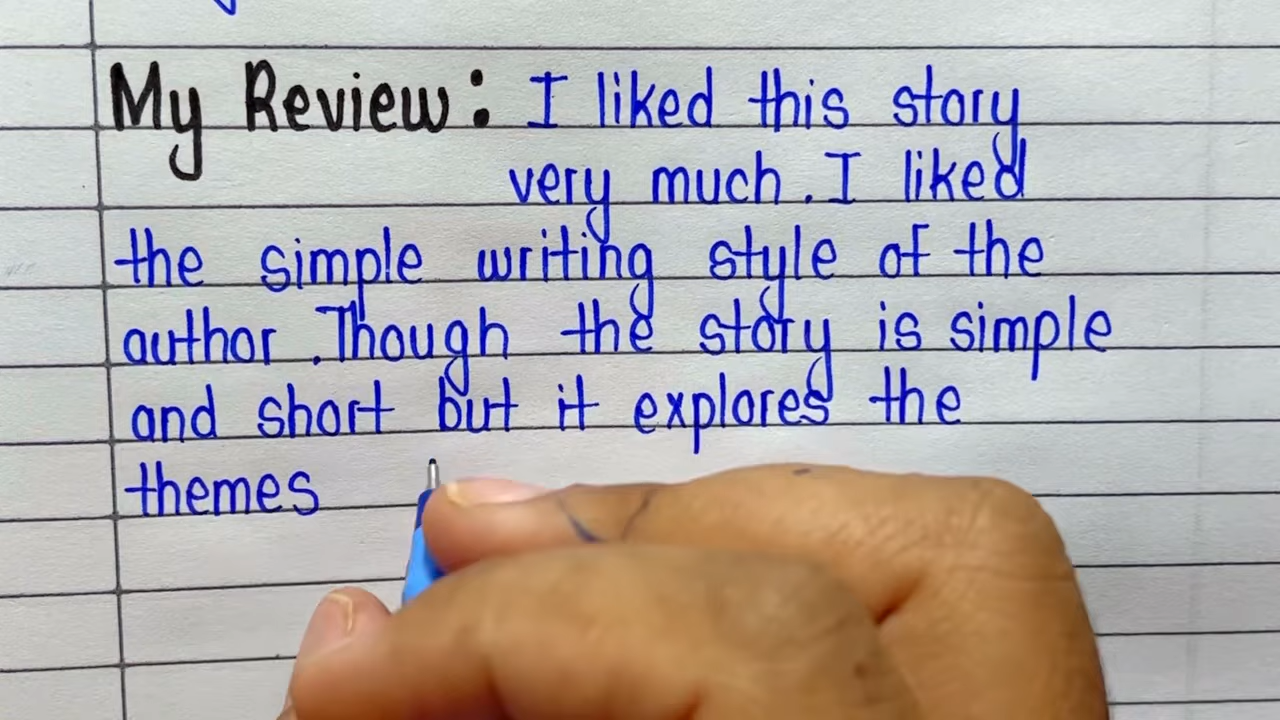 My Review: I liked this story
very much. I liked
the simple writing style of the
author. Though the story is simple
and short but it explores the
themes